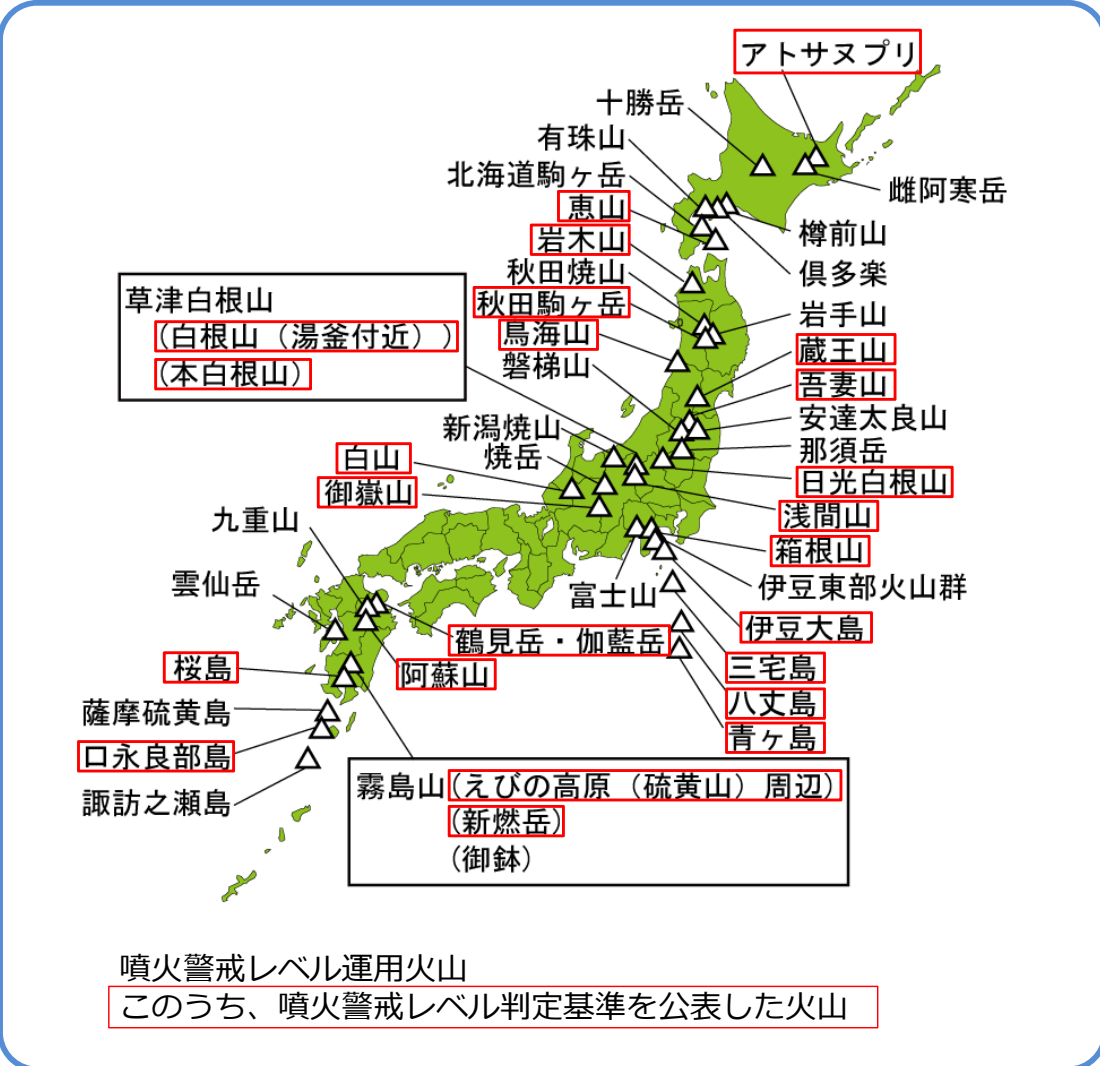 アトサヌプリ
十勝岳
有珠山
北海道駒ヶ岳
恵山
岩木山
秋田焼山
秋田駒ヶ岳
鳥海山
磐梯山
雌阿寒岳
樽前山
倶多楽
岩手山
蔵王山
吾妻山
安達太良山
那須岳
日光白根山
浅間山
箱根山
伊豆東部火山群
伊豆大島
三宅島
八丈島
青ヶ島
草津白根山
(白根山（湯釜付近）)
(本白根山)
新潟焼山
焼岳
白山
御嶽山
富士山
九重山
雲仙岳
鶴見岳・伽藍岳
阿蘇山
桜島
薩摩硫黄島
口永良部島
諏訪之瀬島
霧島山(えびの高原（硫黄山）周辺)
(新燃岳)
(御鉢)
噴火警戒レベル運用火山
このうち、噴火警戒レベル判定基準を公表した火山